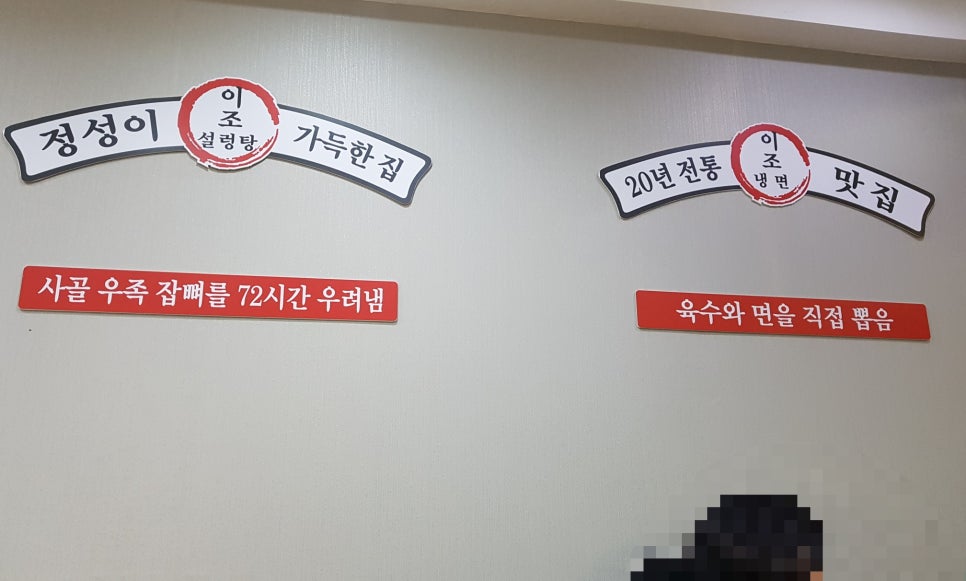 정성이 이조설렁탕 가득한 집
사골 우족 잡뼈를 72시간 우려냄
20년 전통 이조냉면 맛집
육수와 면을 직접 뽑음